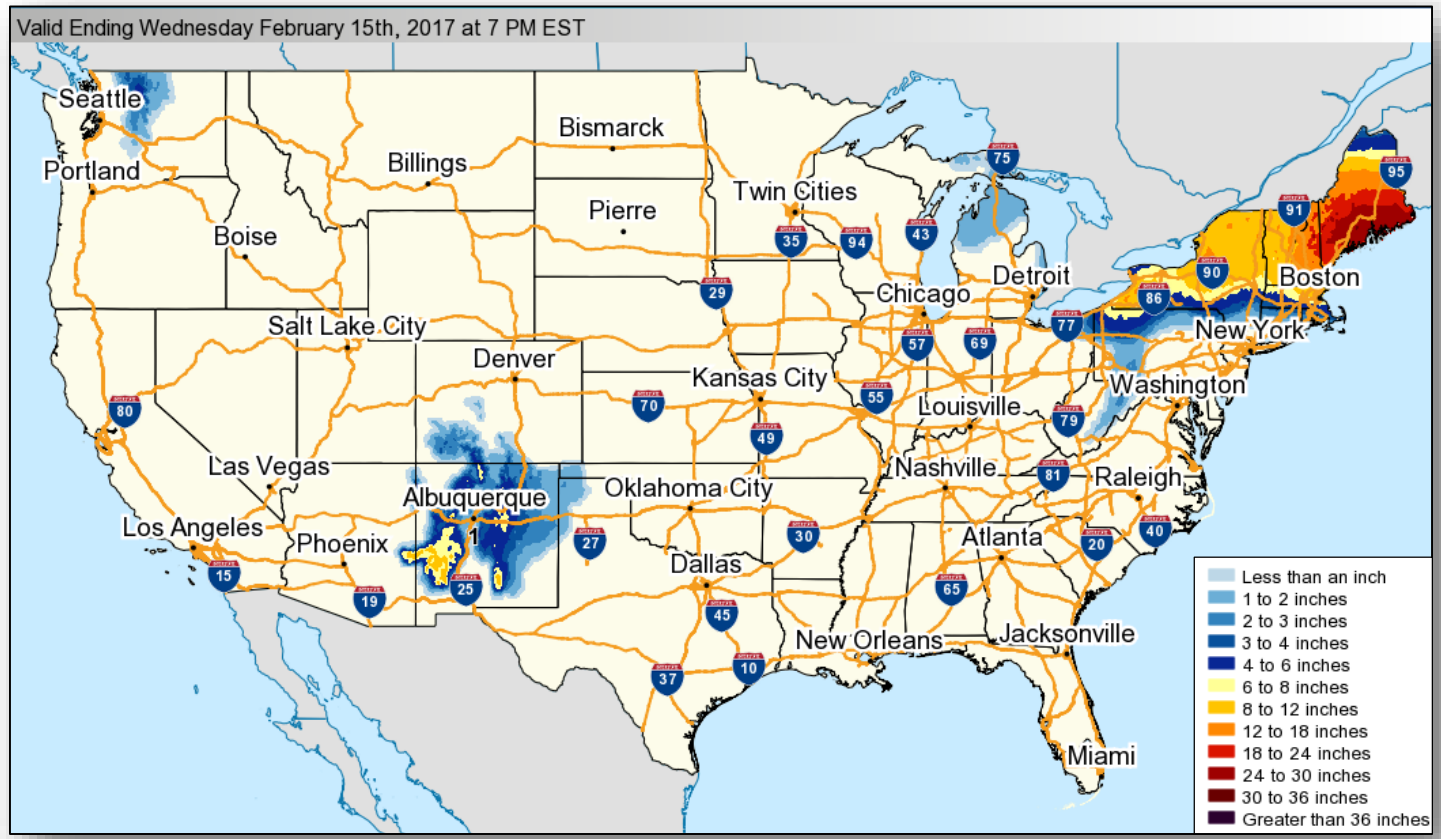 Valid Ending Wednesday February 15th, 2017 at 7 PM EST
Seattle
Bismarck
75
Portland
Billings
95
Twin Cities
Pierre
91
Boise
35
94
43
90
Detroit
Boston
29
Chicago
86
Salt Lake City
77
New York
57
69
Denver
Kansas City
Washington
80
70
55
Louisville
79
49
Las Vegas
Nashville
81
Raleigh
Albuquerque
Oklahoma City
Los Angeles
1
Phoenix
27
30
Atlanta
20
40
15
Dallas
19
25
65
45
New Orleans
Jacksonville
37
10
Miami
Less than an inch
1 to 2 inches
2 to 3 inches
3 to 4 inches
4 to 6 inches
6 to 8 inches
8 to 12 inches
12 to 18 inches
18 to 24 inches
24 to 30 inches
30 to 36 inches
Greater than 36 inches